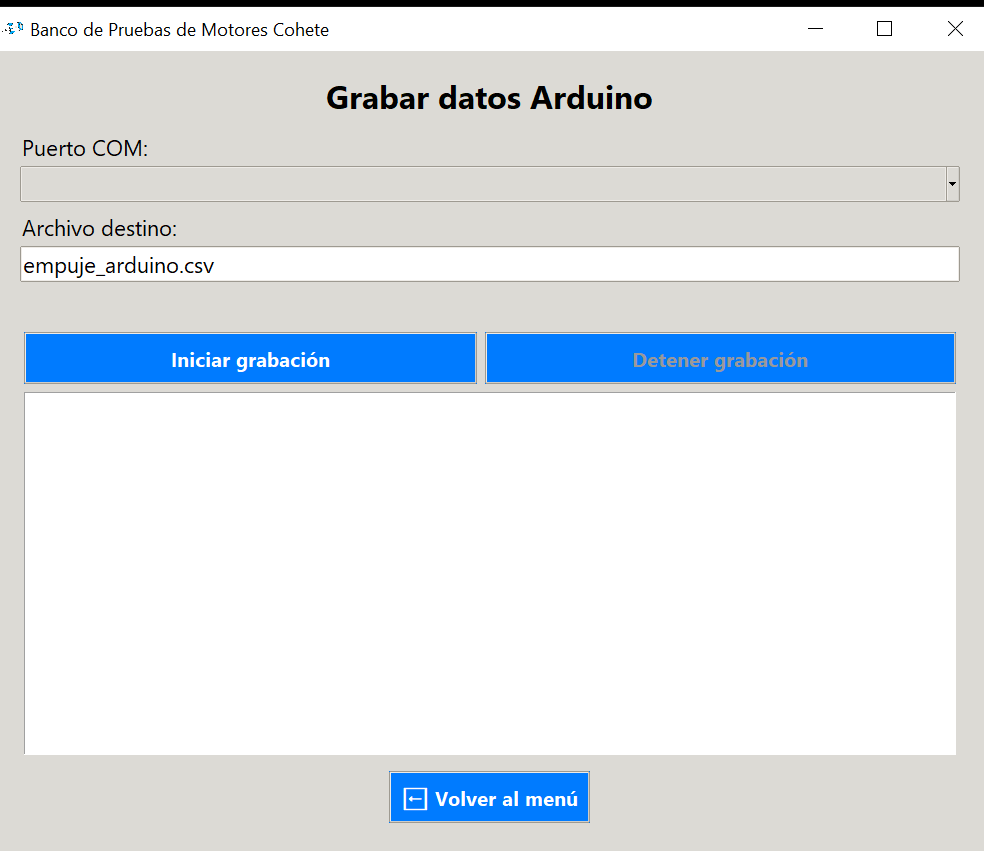 Banco de Pruebas de Motores Cohete
Grabar datos Arduino
Puerto COM:
Archivo destino:
empuje_arduino.csv
Iniciar grabación
Detener grabación
Volver al menú